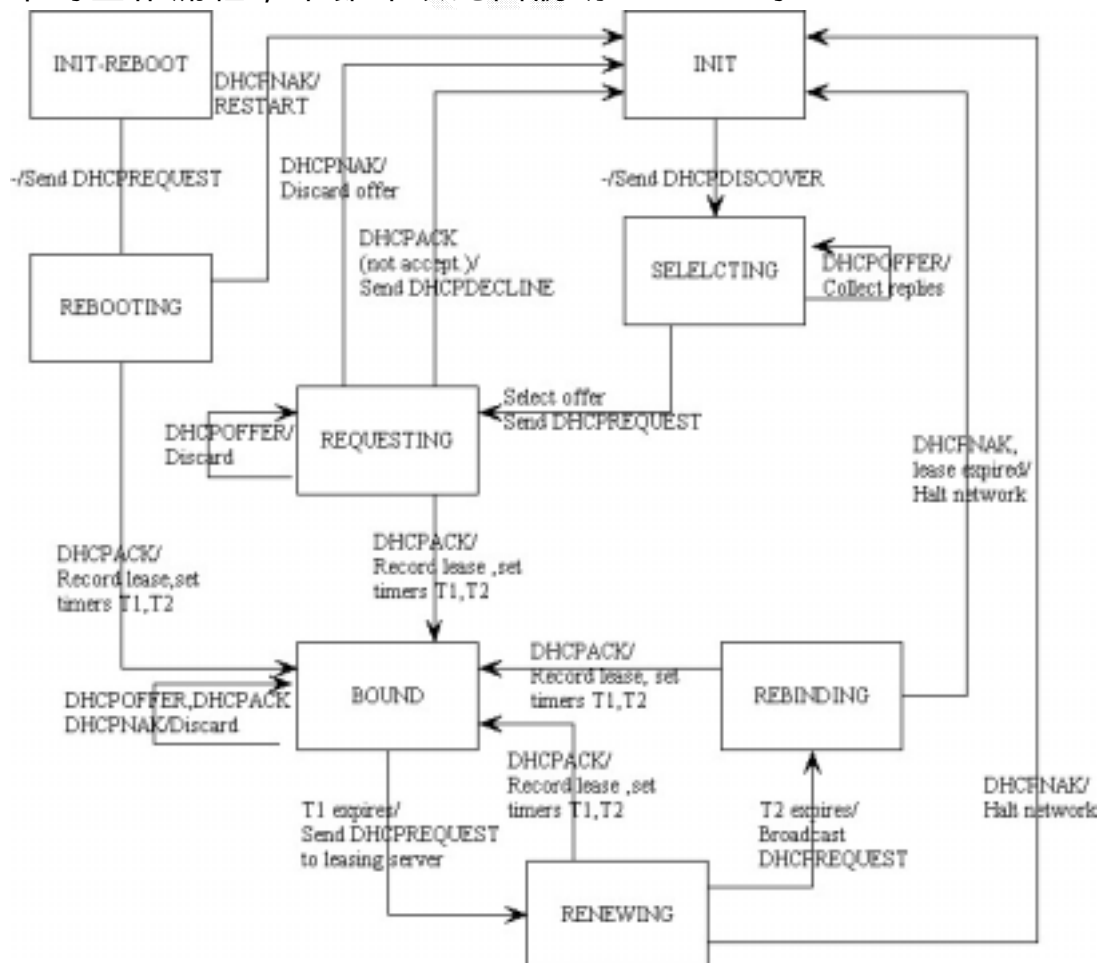 INIT-REBOOT
INIT
DHCPNAK/
RESTART
DHCPNAK/
Discard offer
-/Send DHCPREQUEST
-/Send DHCPDISCOVER
DHCPACK
(not accept.)/
Send DHCPDECLINE
SELELCTING
DHCPOFFER/
Collect replies
REBOOTING
Select offer
Send DHCPREQUEST
DHCPOFFER/
Discard
REQUESTING
DHCPNAK,
lease expired/
Halt network
DHCPACK/
Record lease,set
timers T1,T2
DHCPACK/
Record lease ,set
timers T1,T2
DHCPACK/
Record lease, set
timers T1,T2
BOUND
REBINDING
DHCPOFFER,DHCPACK
DHCPNAK/Discard
DHCPACK/
Record lease ,set
timers T1,T2
T1 expires/
Send DHCPREQUEST
to leasing server
T2 expires/
Broadcast
DHCPREQUEST
DHCPNAK/
Halt network
RENEWING